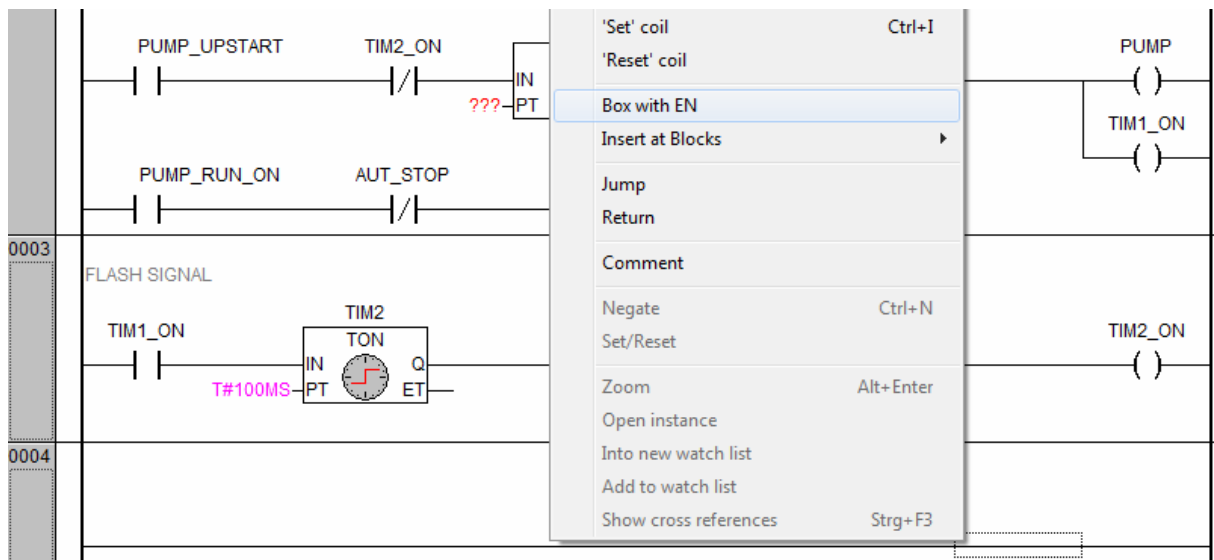 'Set' coil Ctrl+I
'Reset' coil
Box with EN
Insert at Blocks
Jump
Return
Comment
Negate Ctrl+N
Set/Reset
Zoom Alt+Enter
Open instance
Into new watch list
Add to watch list
Show cross references Strg+F3
PUMP_UPSTART TIM2_ON
IN
???
PT
PUMP
TIM1_ON
PUMP_RUN_ON AUT_STOP
0003
FLASH SIGNAL
TIM2
TIM1_ON
TON
IN Q
T#100MS PT ET
TIM2_ON
0004